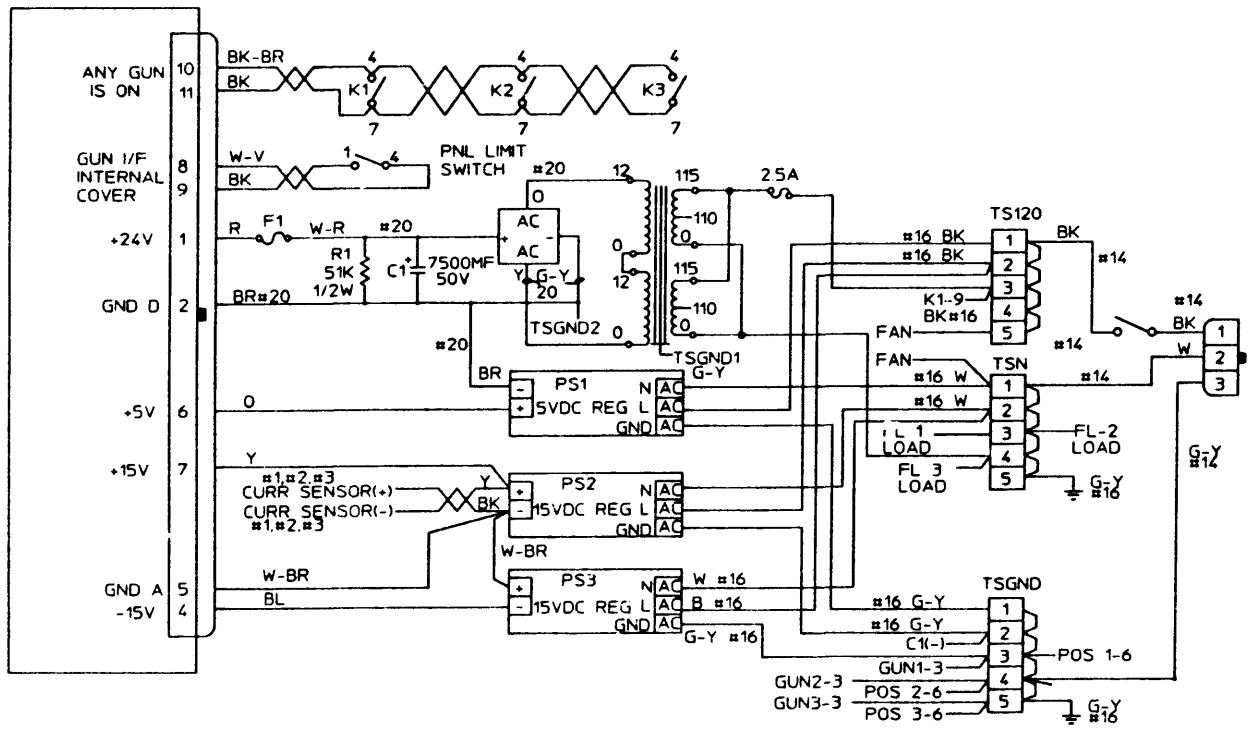 ANY GUN
IS ON
10
11
BK-BR
BK
4
K1
7
4
K2
7
4
K3
7
GUN I/F
INTERNAL
COVER
8
9
W-V
BK
1
4
PNL LIMIT
SWITCH
+24V
1
R
F1
W-R
#20
R1
51K
1/2W
C1
+
7500MF
50V
GND D
2
BR#20
#20
O
AC
+
-
AC
Y
G-Y
20
TSGND2
#20
12
0
12
0
115
110
0
115
110
0
TSGND1
G-Y
2.5A
TS120
1
2
3
4
5
#16 BK
#16 BK
K1-9
BK#16
FAN
BK
#14
#14
#14
BK
W
1
2
3
FAN
TSN
1
2
3
4
5
#16 W
#16 W
#14
FL 1
LOAD
FL-2
LOAD
FL 3
LOAD
G-Y
#16
G-Y
#14
+5V
6
O
BR
-
+
PS1
5VDC REG
N
L
GND
AC
AC
AC
+15V
7
Y
#1,#2,#3
CURR SENSOR(+)
CURR SENSOR(-)
#1,#2,#3
Y
BK
+
-
PS2
15VDC REG
N
L
GND
AC
AC
AC
W-BR
GND A
5
W-BR
-15V
4
BL
+
-
PS3
15VDC REG
N
L
GND
AC
AC
AC
W #16
B #16
G-Y #16
TSGND
1
2
3
4
5
#16 G-Y
#16 G-Y
C1(-)
GUN1-3
POS 1-6
GUN2-3
POS 2-6
GUN3-3
POS 3-6
G-Y
#16